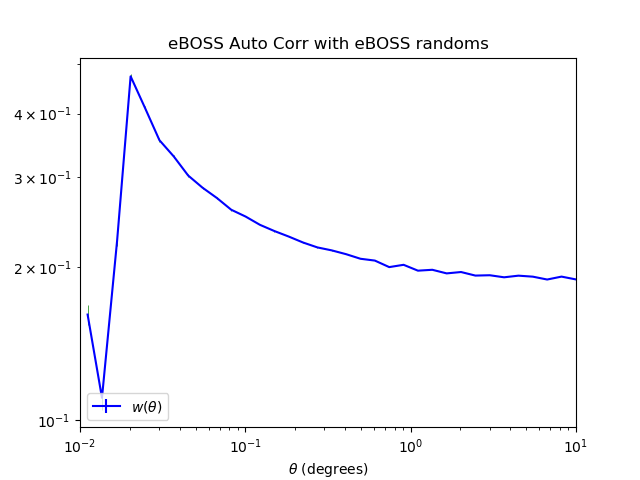 eBOSS Auto Corr with eBOSS randoms
4 × 10⁻¹
3 × 10⁻¹
2 × 10⁻¹
10⁻¹
w(θ)
10⁻² 10⁻¹ 10⁰ 10¹
θ (degrees)